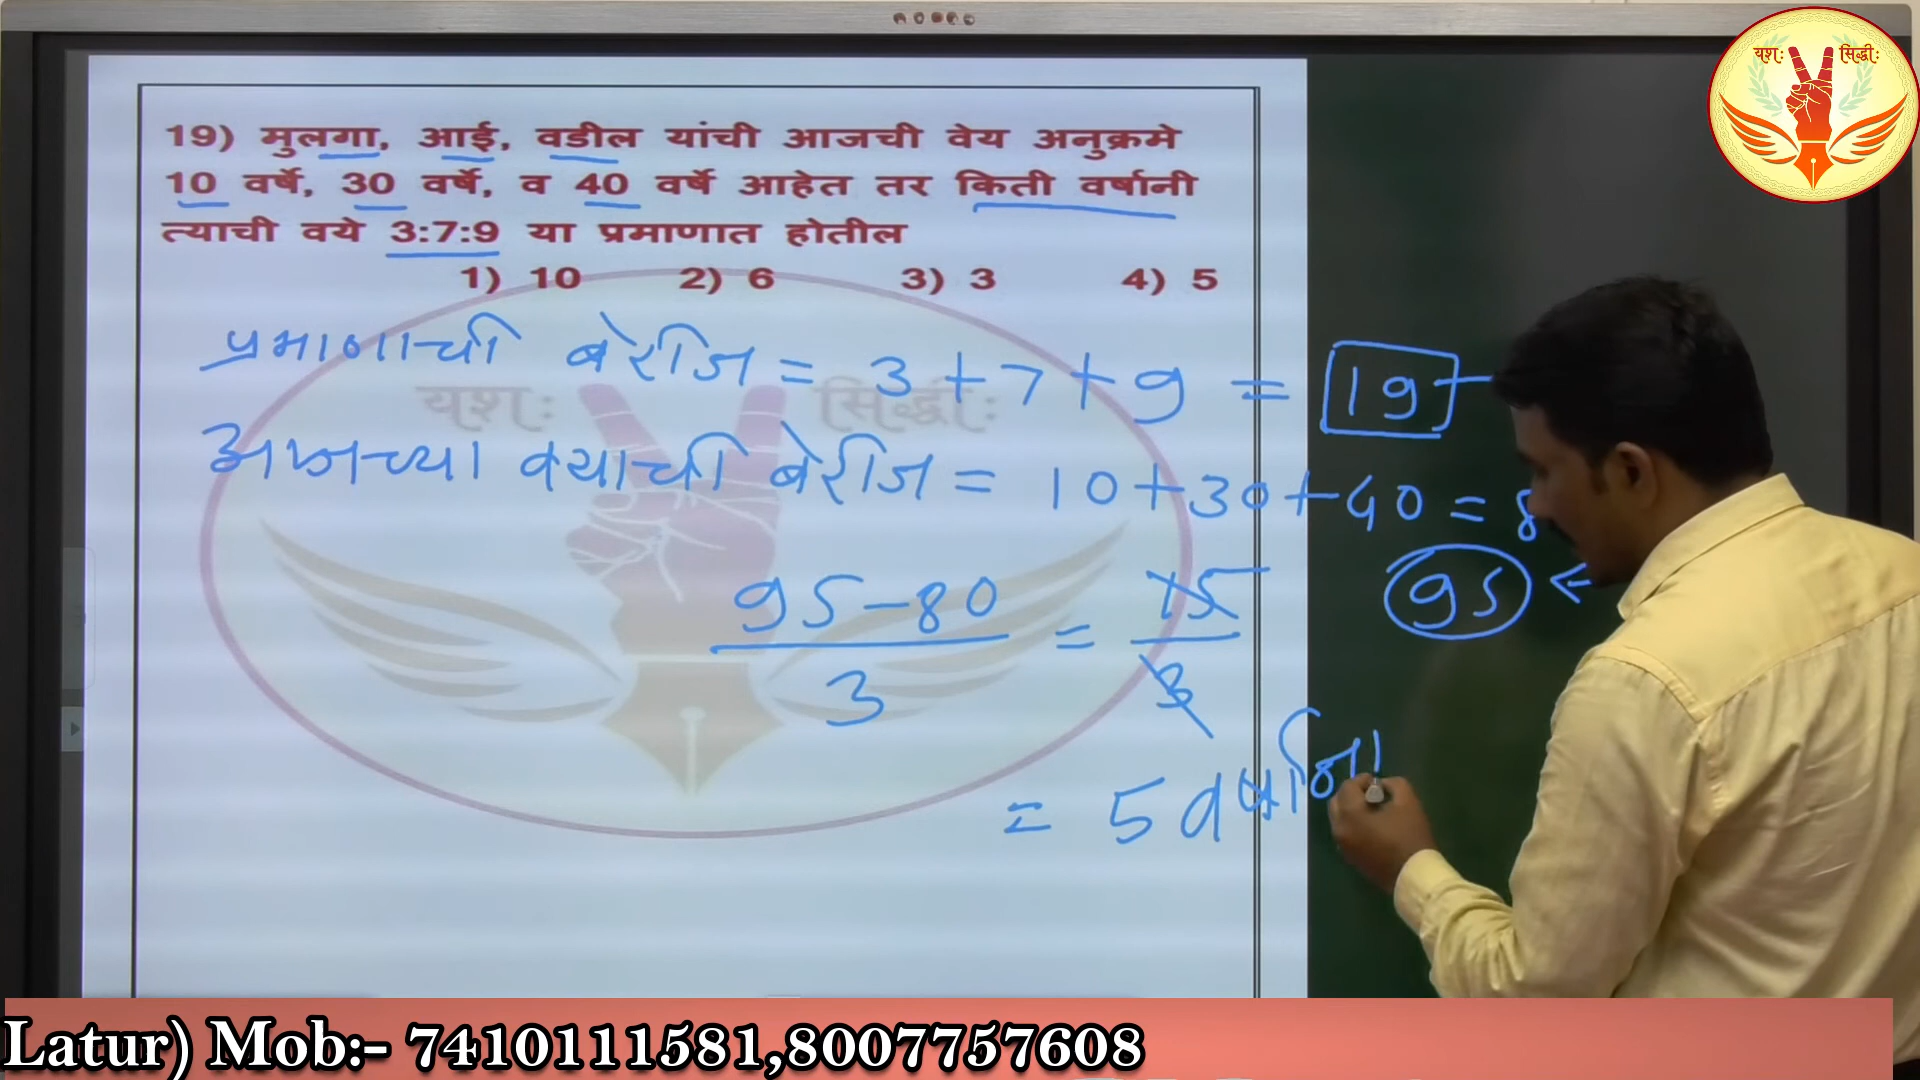 यशः सिद्धीः
19) मुलगा, आई, वडील यांची आजची वेय अनुक्रमे
10 वर्षे, 30 वर्षे, व 40 वर्षे आहेत तर किती वर्षानी
त्याची वये 3:7:9 या प्रमाणात होतील
1) 10 2) 6 3) 3 4) 5
प्रमाणाची बेरीज = 3 + 7 + 9 = 19
यशः सिद्धीः
आजच्या वयाची बेरीज = 10 + 30 + 40 = 8
95
95 - 80 = 15
3 3
= 5 वर्षांनी
Latur) Mob:- 7410111581,8007757608